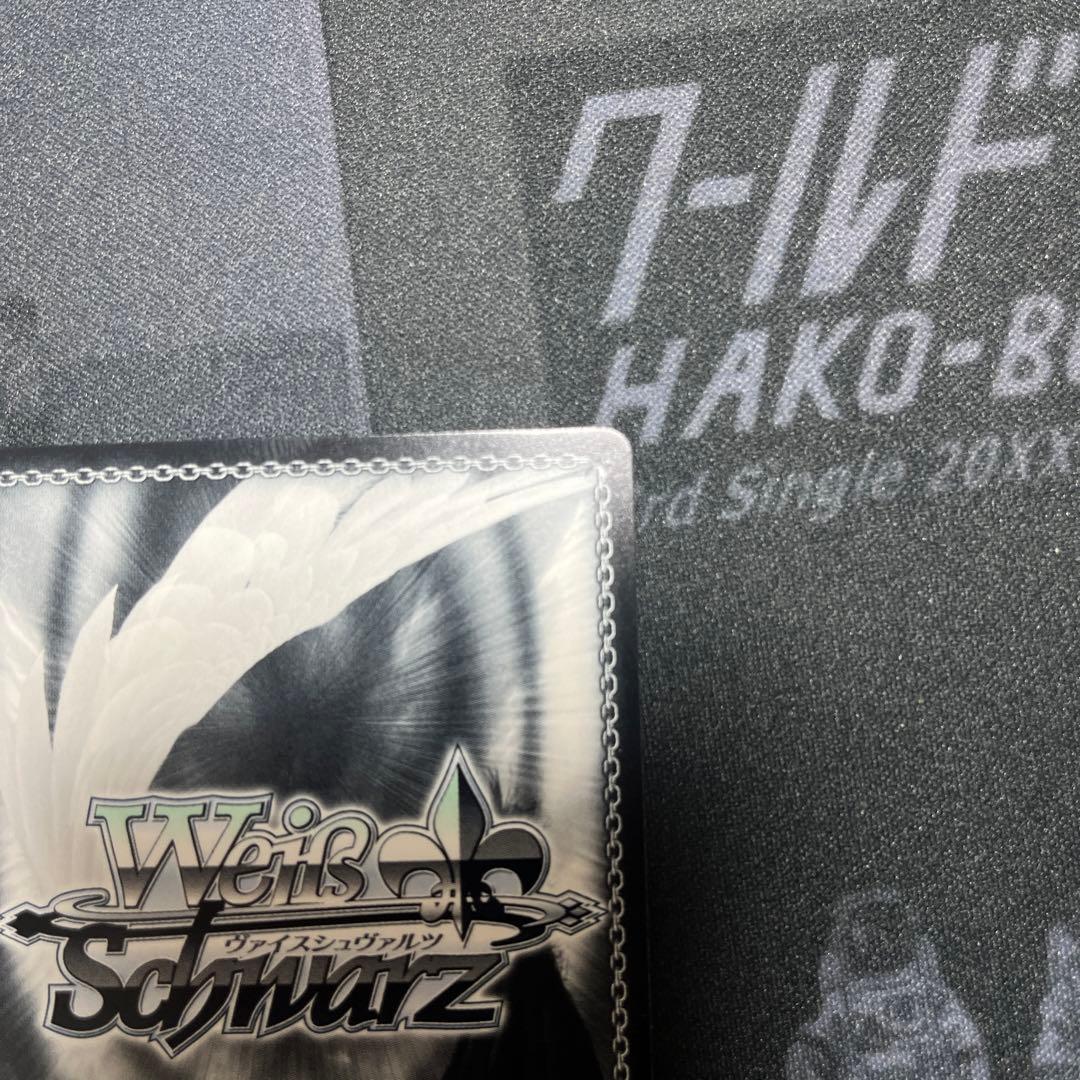 ワールド
HAKO-B
rd Single 20XX
Weiß
ヴァイスシュヴァルツ
Schwarz